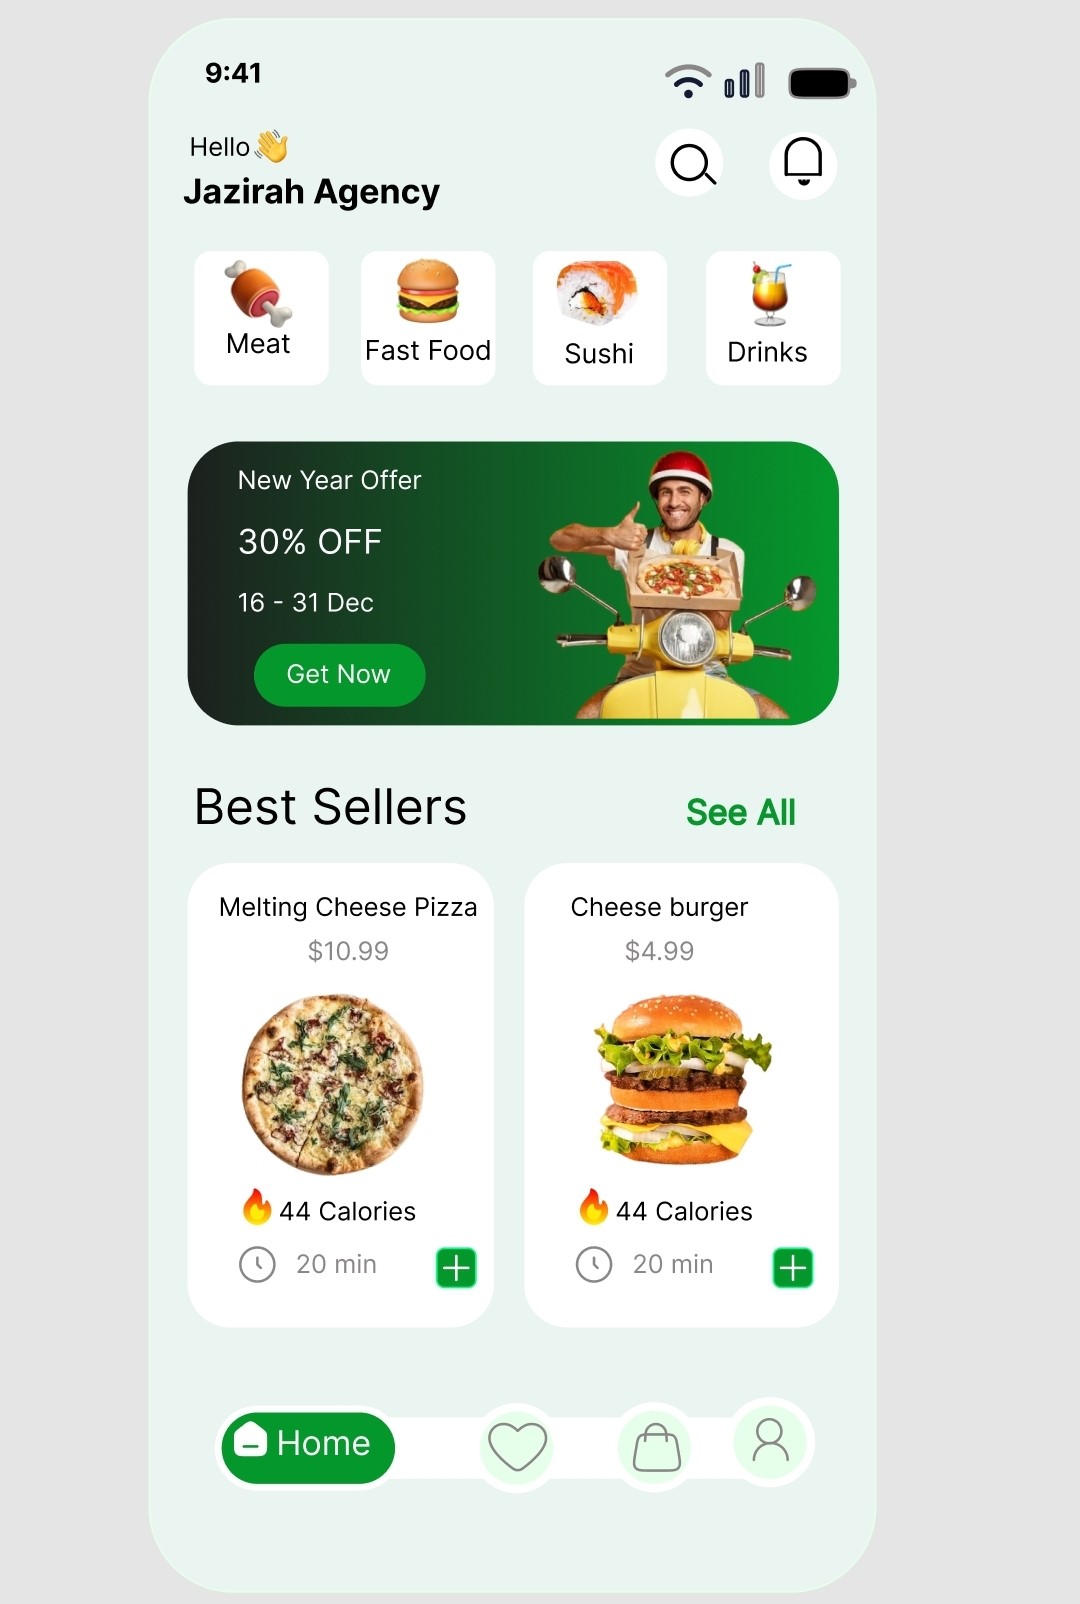 9:41
Hello👋
Jazirah Agency
Meat
Fast Food
Sushi
Drinks
New Year Offer
30% OFF
16 - 31 Dec
Get Now
Best Sellers
See All
Melting Cheese Pizza
$10.99
44 Calories
20 min
Cheese burger
$4.99
44 Calories
20 min
Home